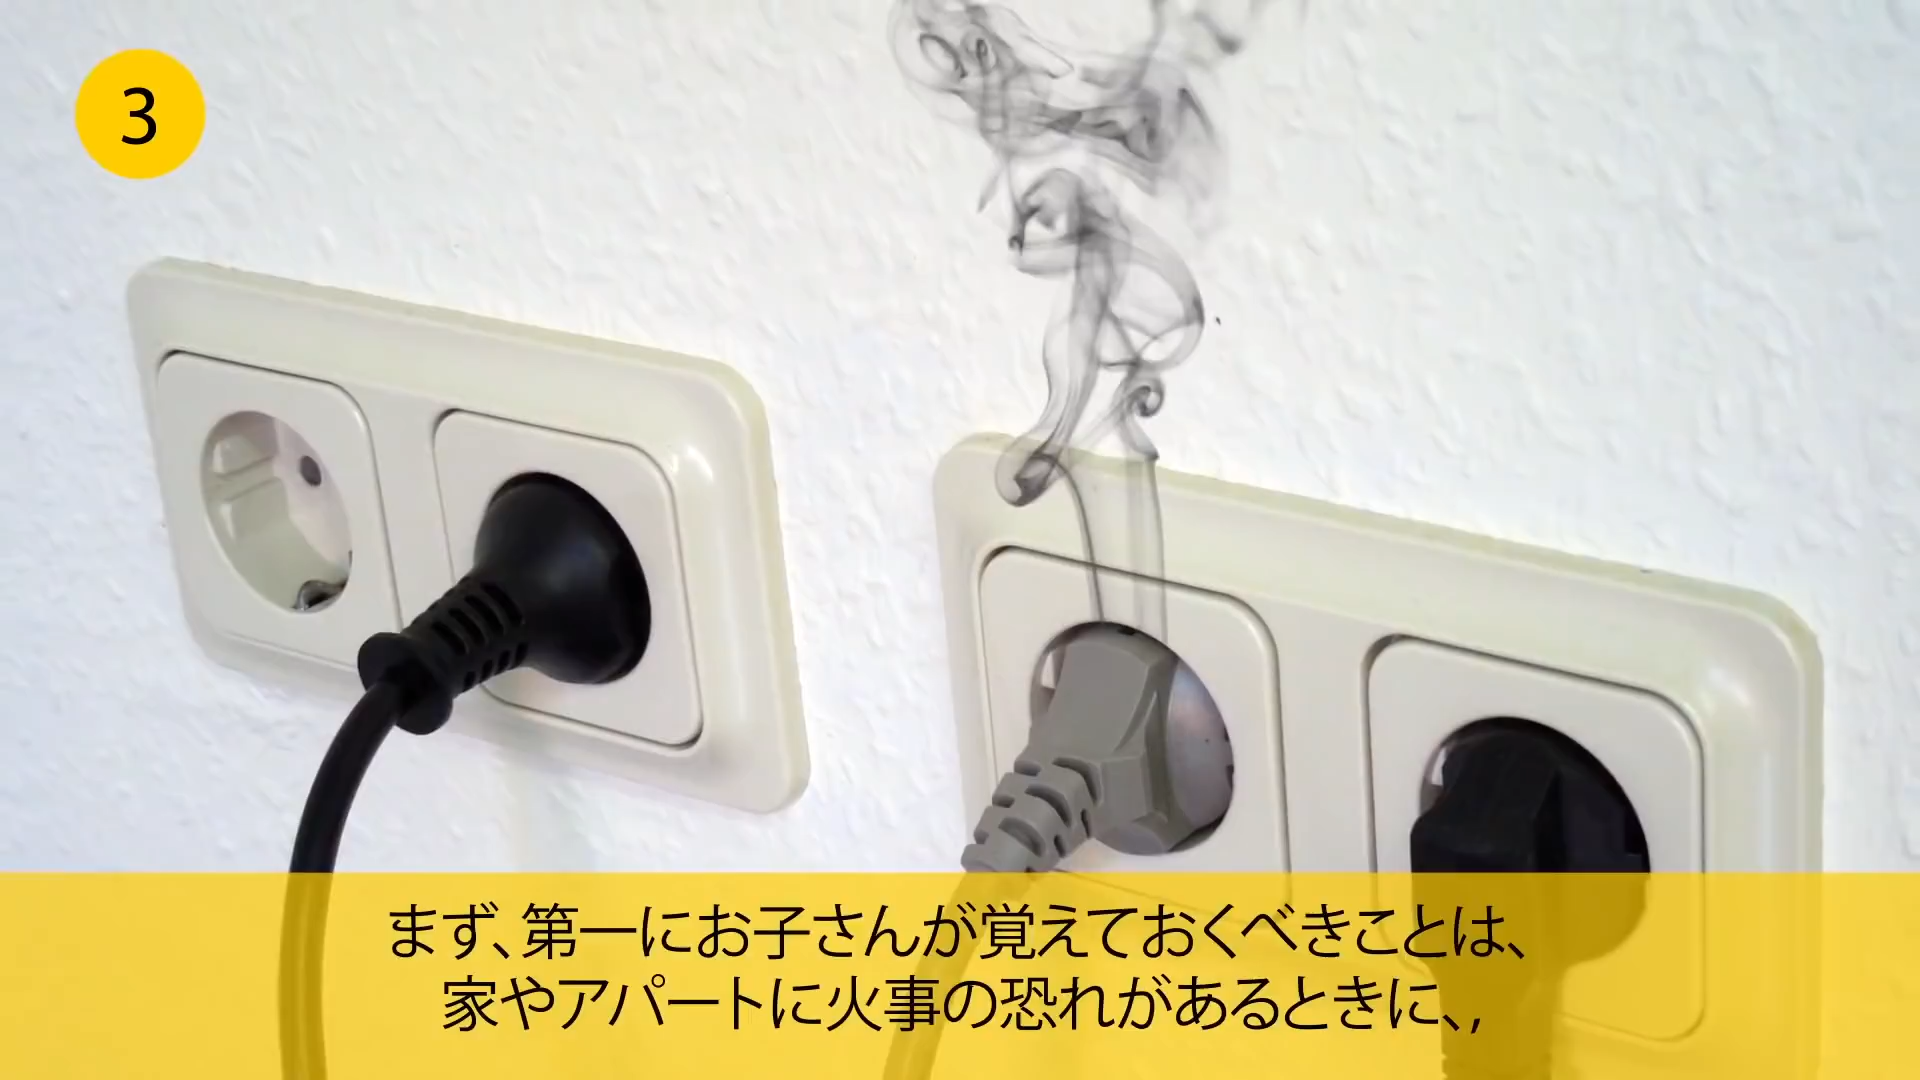 3
まず、第一にお子さんが覚えておくべきことは、
家やアパートに火事の恐れがあるときに、,